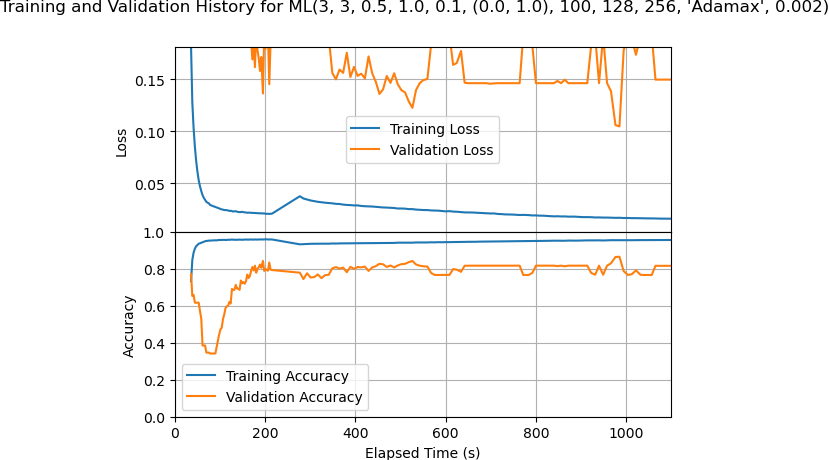 Training and Validation History for ML(3, 3, 0.5, 1.0, 0.1, (0.0, 1.0), 100, 128, 256, 'Adamax', 0.002)
0.15
0.10
0.05
Loss
Training Loss
Validation Loss
1.0
0.8
0.6
0.4
0.2
0.0
Accuracy
Training Accuracy
Validation Accuracy
0 200 400 600 800 1000
Elapsed Time (s)